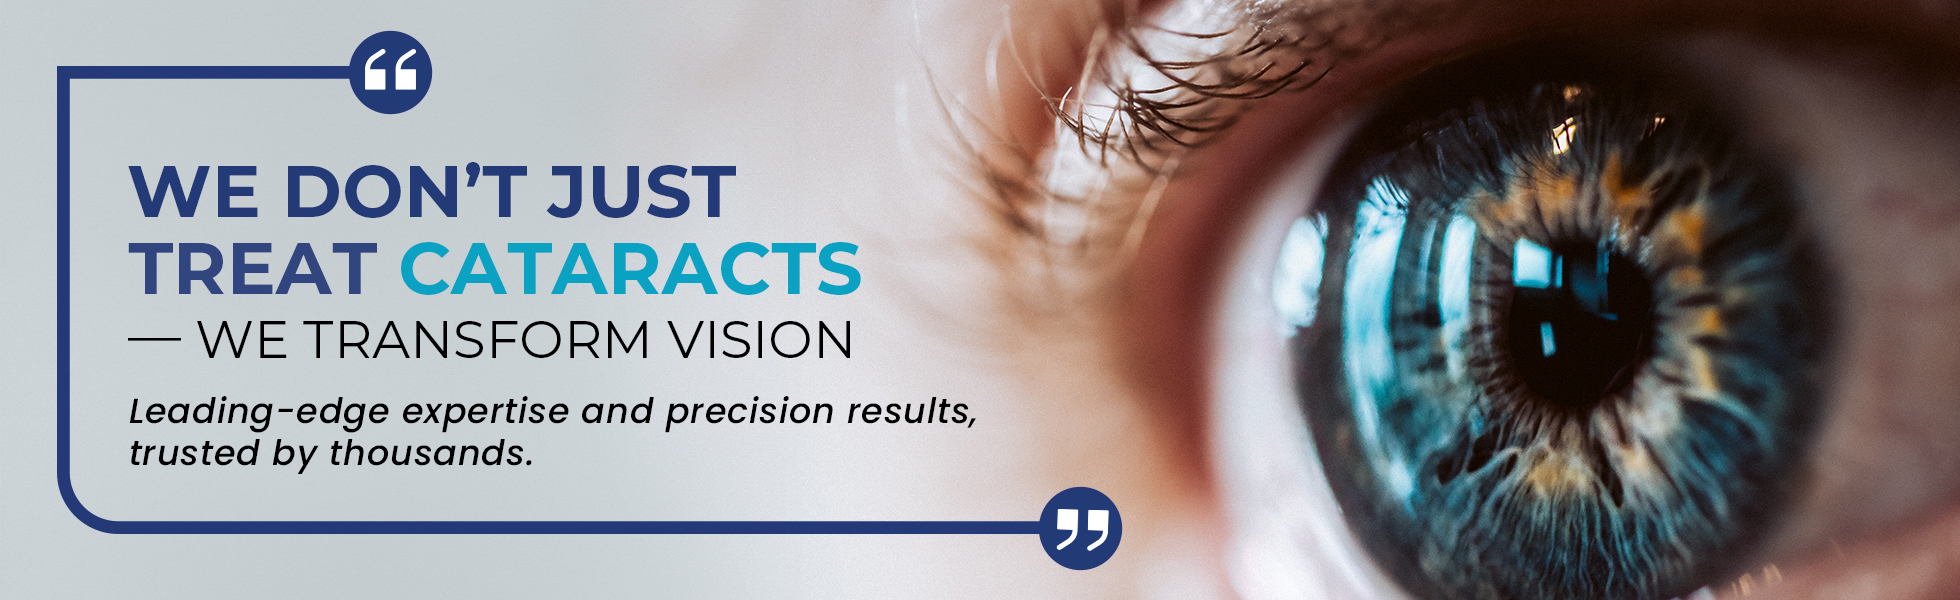 “
WE DON’T JUST
TREAT CATARACTS
— WE TRANSFORM VISION
Leading-edge expertise and precision results,
trusted by thousands.
”